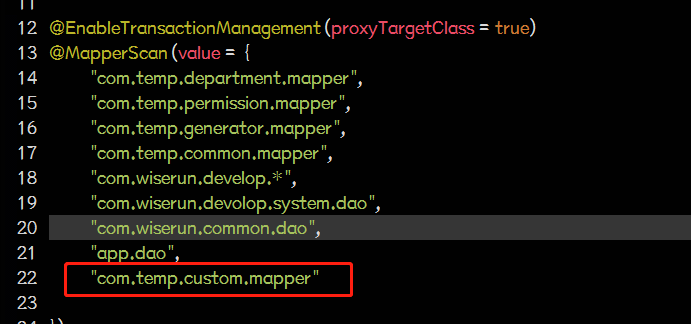 11
12 @EnableTransactionManagement(proxyTargetClass = true)
13 @MapperScan(value = {
14 "com.temp.department.mapper",
15 "com.temp.permission.mapper",
16 "com.temp.generator.mapper",
17 "com.temp.common.mapper",
18 "com.wiserun.develop.*",
19 "com.wiserun.devolop.system.dao",
20 "com.wiserun.common.dao",
21 "app.dao",
22 "com.temp.custom.mapper"
23
24 })